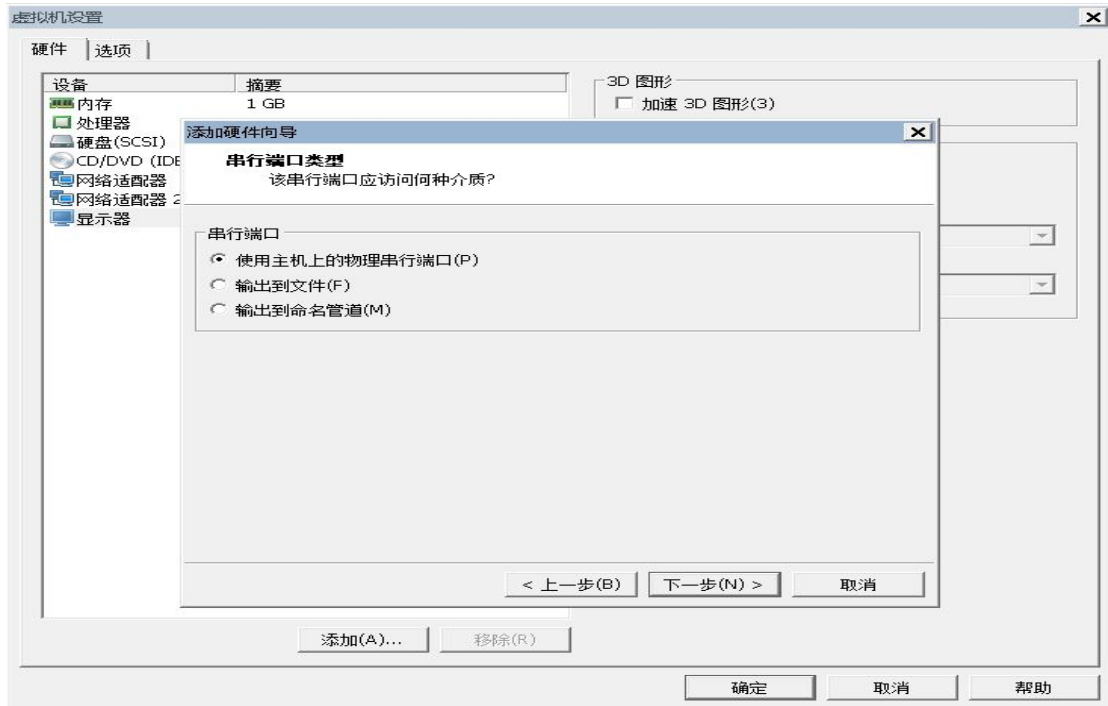 虚拟机设置
硬件 选项
设备 摘要
内存 1 GB
处理器
硬盘(SCSI)
CD/DVD (IDE
网络适配器
网络适配器 2
显示器
3D 图形
加速 3D 图形(3)
添加硬件向导
串行端口类型
该串行端口应访问何种介质?
串行端口
使用主机上的物理串行端口(P)
输出到文件(F)
输出到命名管道(M)
< 上一步(B) 下一步(N) > 取消
添加(A)... 移除(R)
确定 取消 帮助